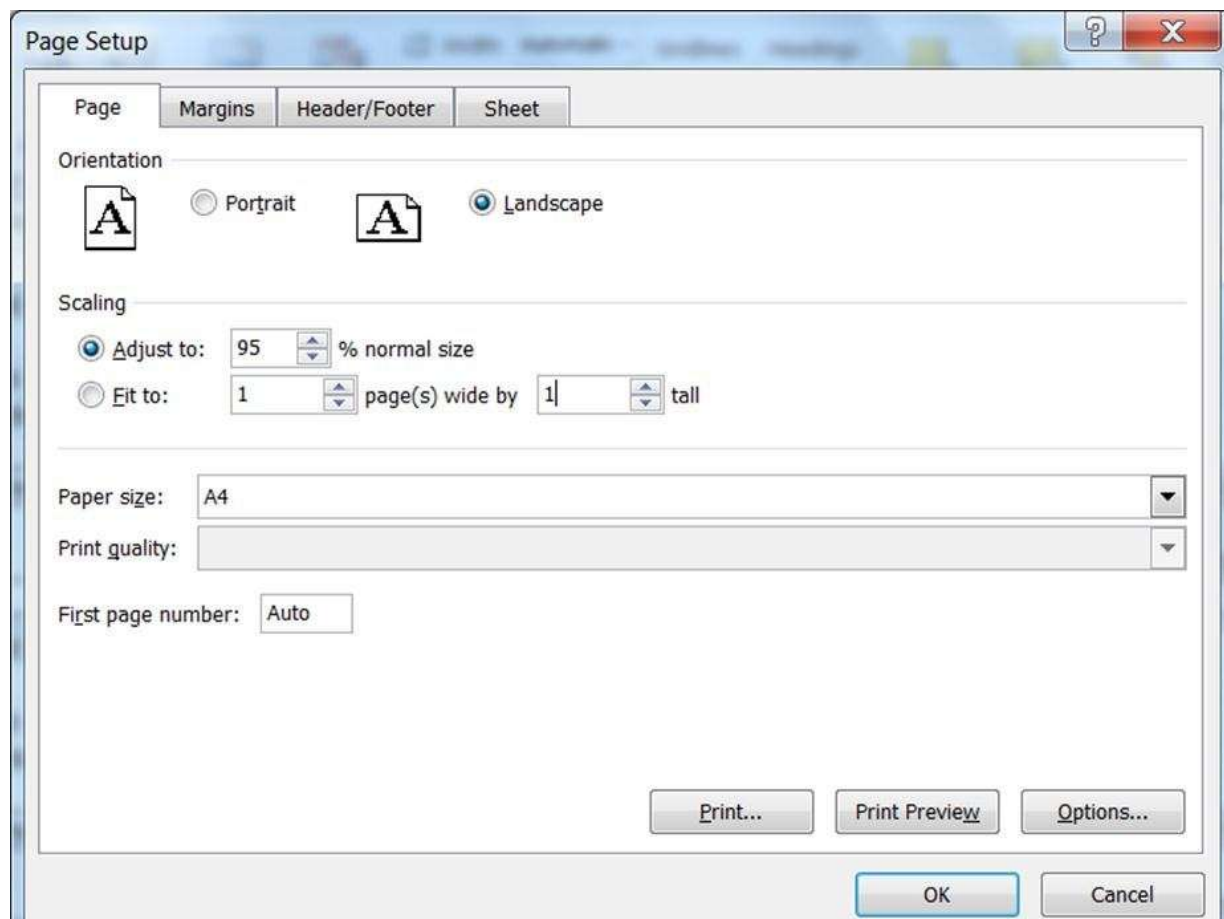 Page Setup
Page Margins Header/Footer Sheet
Orientation
A Portrait A Landscape
Scaling
Adjust to: 95 % normal size
Fit to: 1 page(s) wide by 1 tall
Paper size: A4
Print quality:
First page number: Auto
Print... Print Preview Options...
OK Cancel